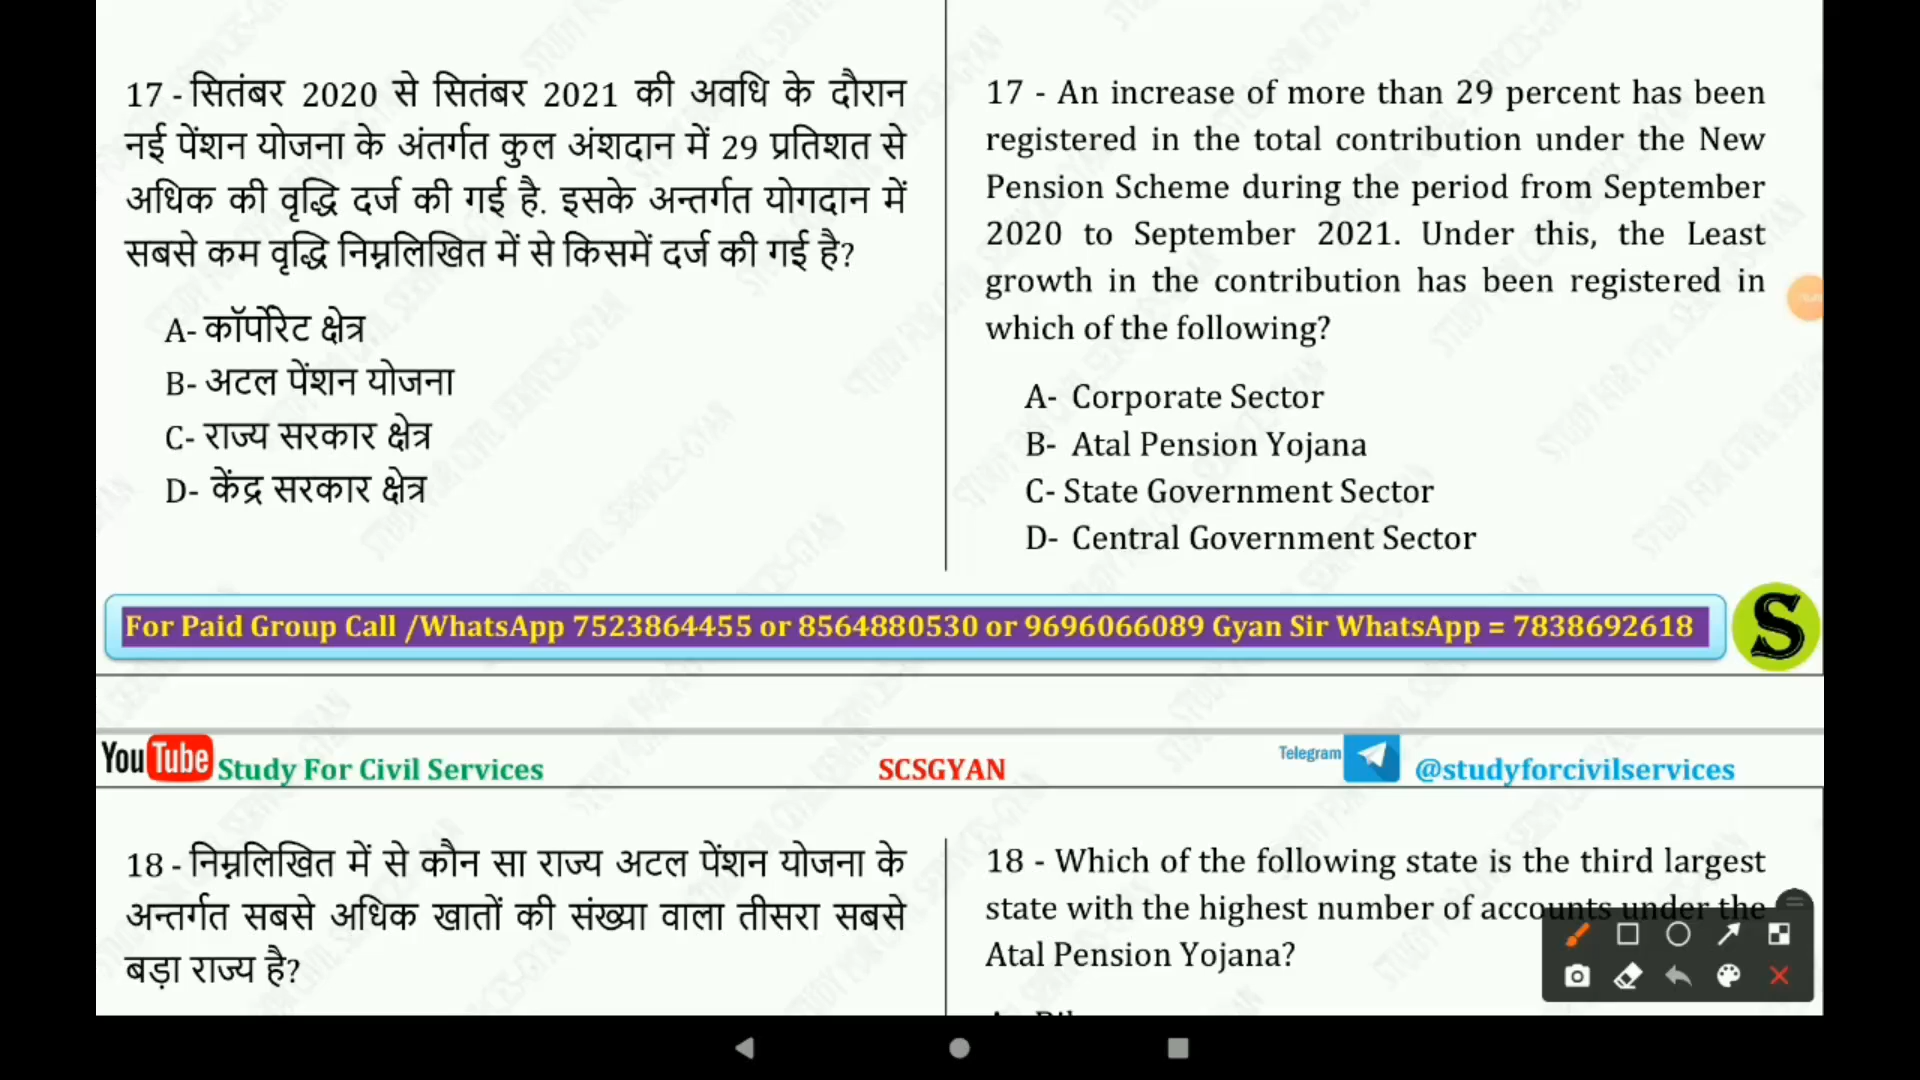 17 - सितंबर 2020 से सितंबर 2021 की अवधि के दौरान
नई पेंशन योजना के अंतर्गत कुल अंशदान में 29 प्रतिशत से
अधिक की वृद्धि दर्ज की गई है. इसके अन्तर्गत योगदान में
सबसे कम वृद्धि निम्नलिखित में से किसमें दर्ज की गई है?
A- कॉर्पोरेट क्षेत्र
B- अटल पेंशन योजना
C- राज्य सरकार क्षेत्र
D- केंद्र सरकार क्षेत्र
17 - An increase of more than 29 percent has been
registered in the total contribution under the New
Pension Scheme during the period from September
2020 to September 2021. Under this, the Least
growth in the contribution has been registered in
which of the following?
A- Corporate Sector
B- Atal Pension Yojana
C- State Government Sector
D- Central Government Sector
For Paid Group Call /WhatsApp 7523864455 or 8564880530 or 9696066089 Gyan Sir WhatsApp = 7838692618
S
YouTube Study For Civil Services
SCSGYAN
Telegram @studyforcivilservices
18 - निम्नलिखित में से कौन सा राज्य अटल पेंशन योजना के
अन्तर्गत सबसे अधिक खातों की संख्या वाला तीसरा सबसे
बड़ा राज्य है?
18 - Which of the following state is the third largest
state with the highest number of accounts under the
Atal Pension Yojana?